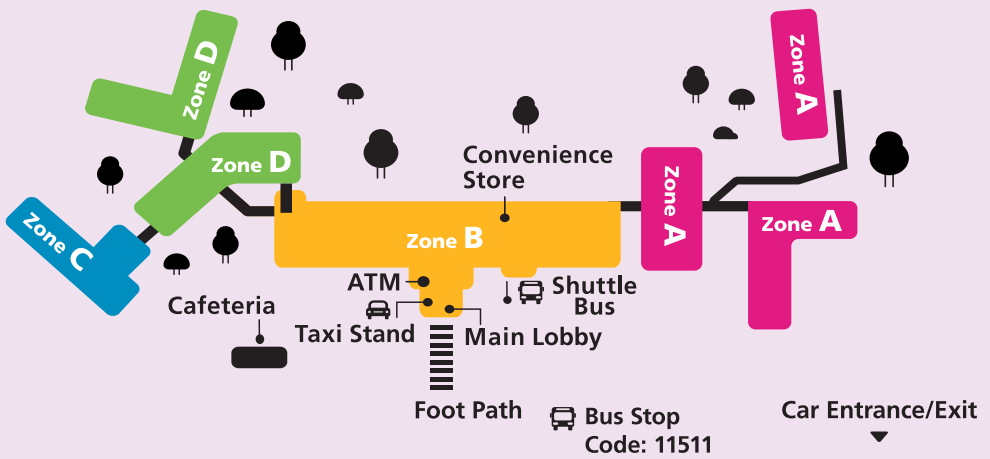 Zone D
Zone A
Convenience
Store
Zone D
Zone A
Zone A
Zone C
Zone B
ATM
Shuttle
Bus
Cafeteria
Taxi Stand
Main Lobby
Foot Path
Bus Stop
Code: 11511
Car Entrance/Exit